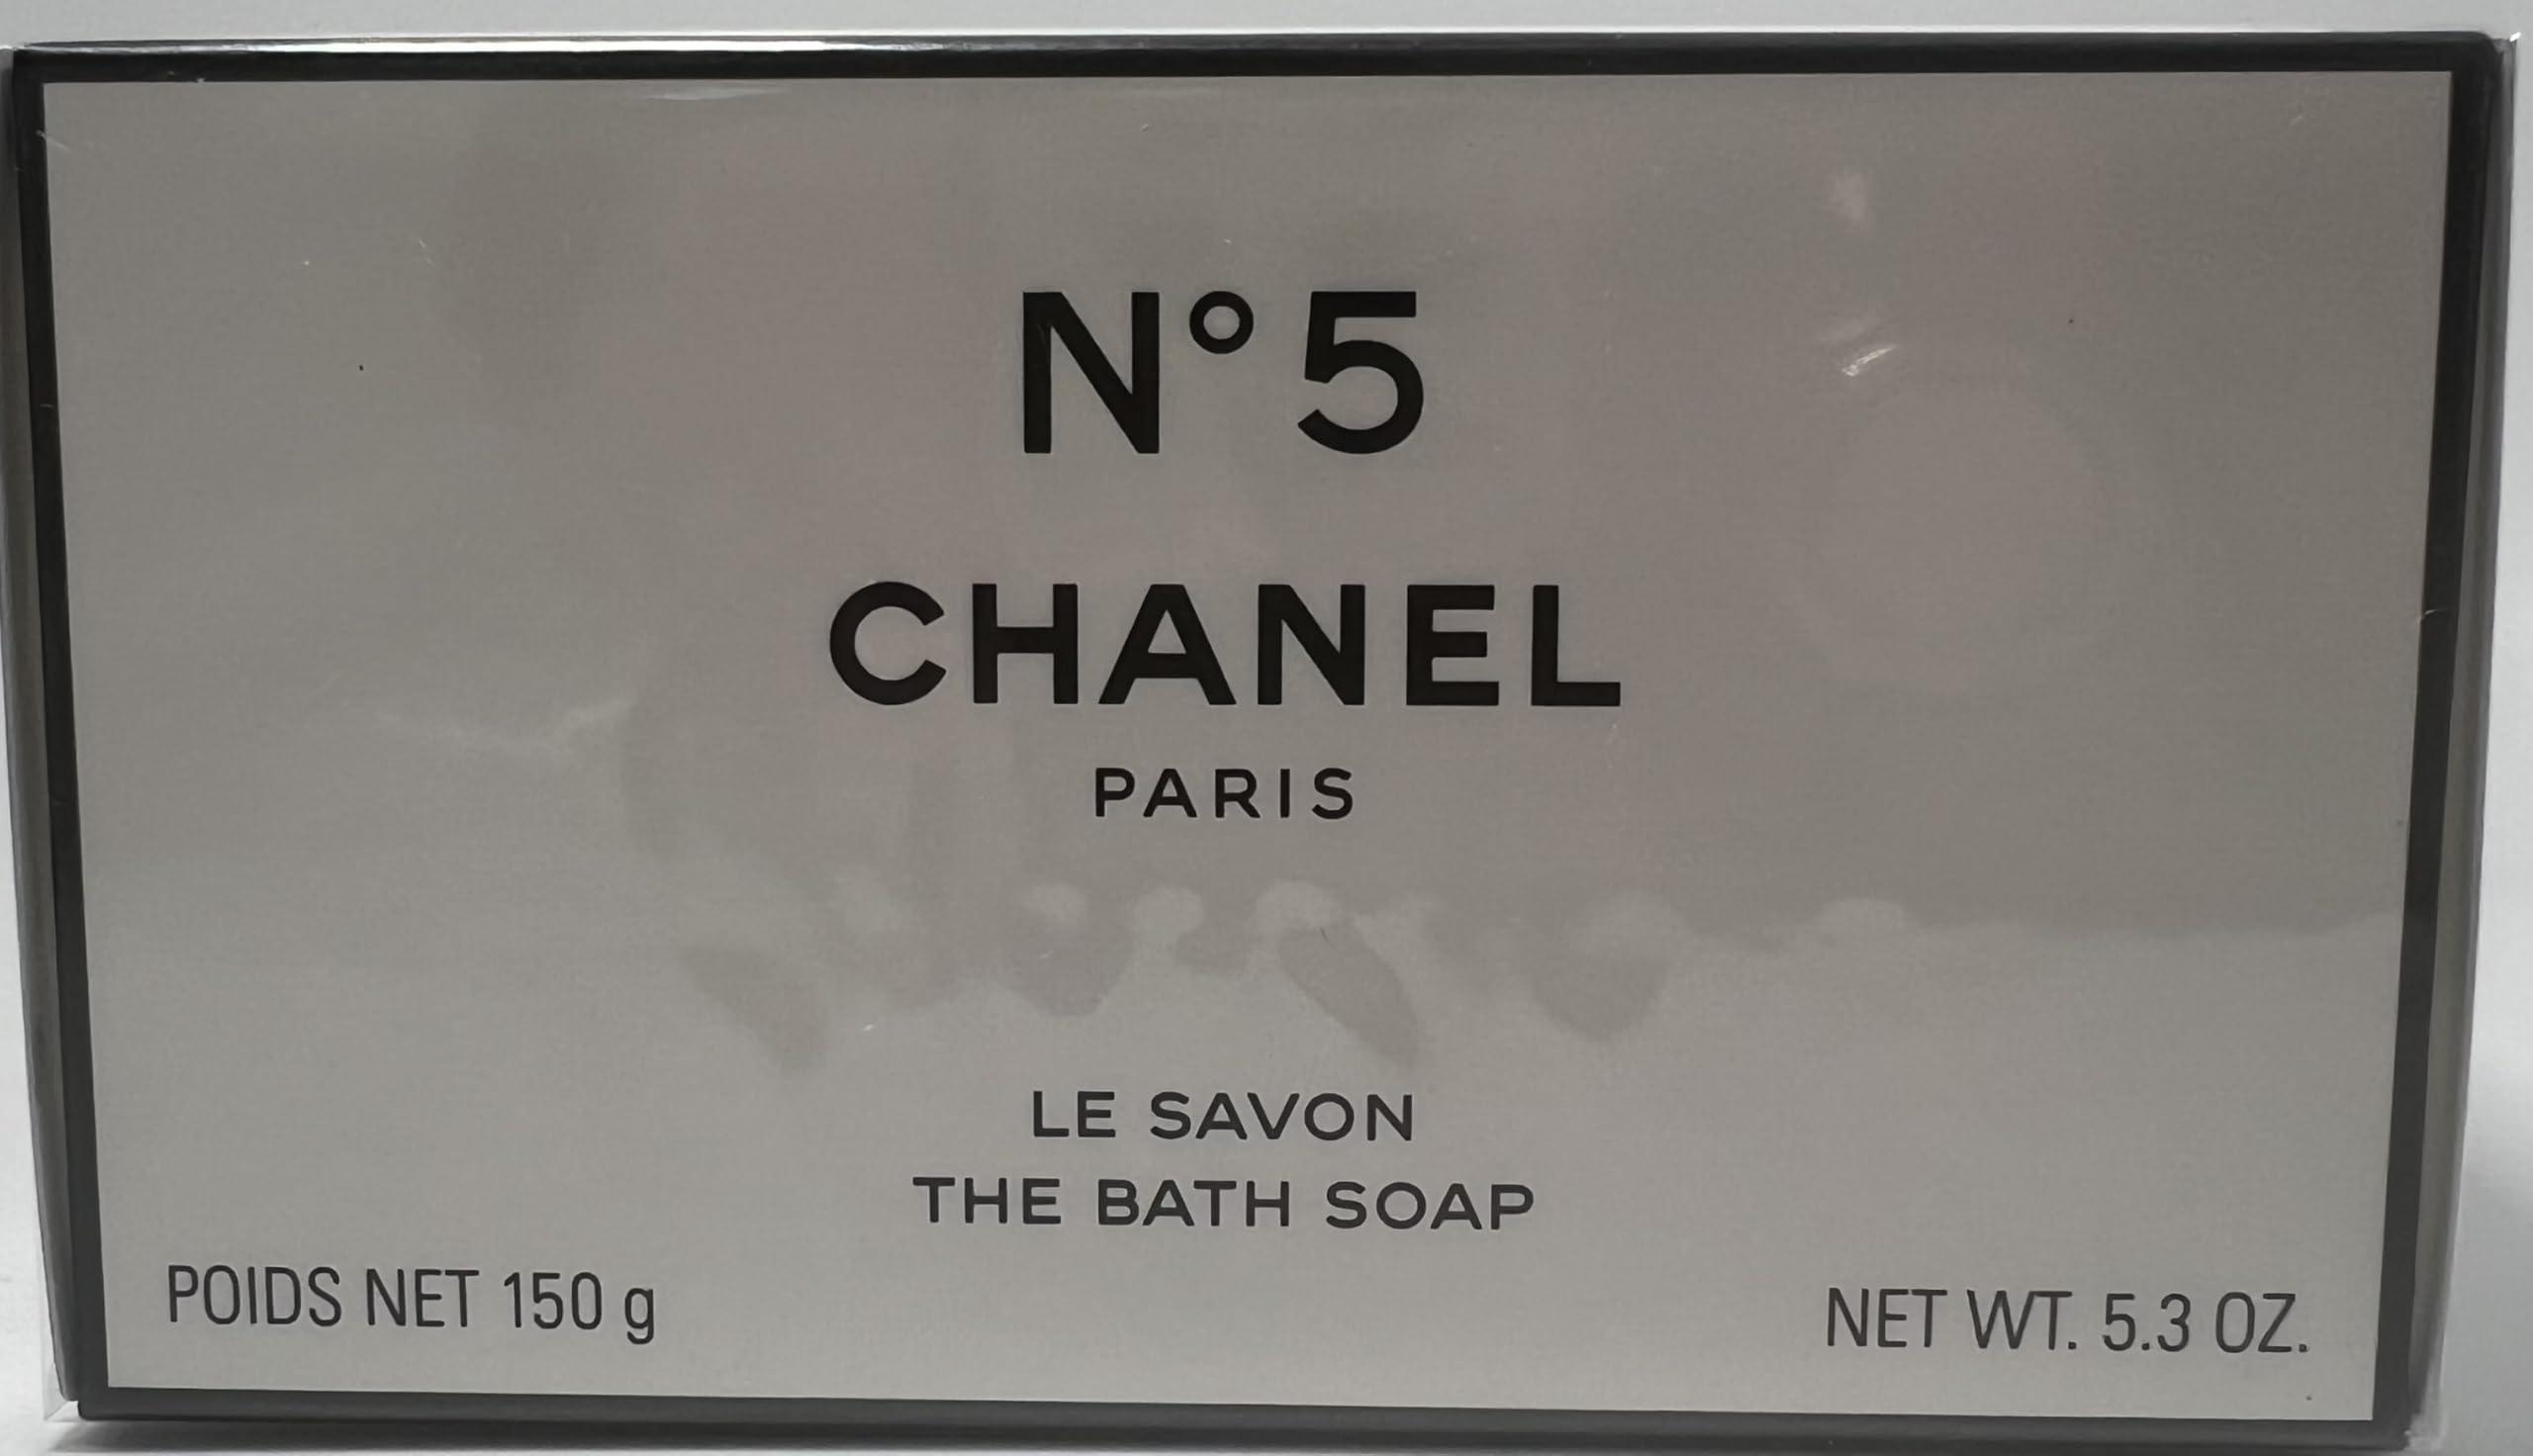 N°5
CHANEL
PARIS
LE SAVON
THE BATH SOAP
POIDS NET 150 g
NET WT. 5.3 OZ.